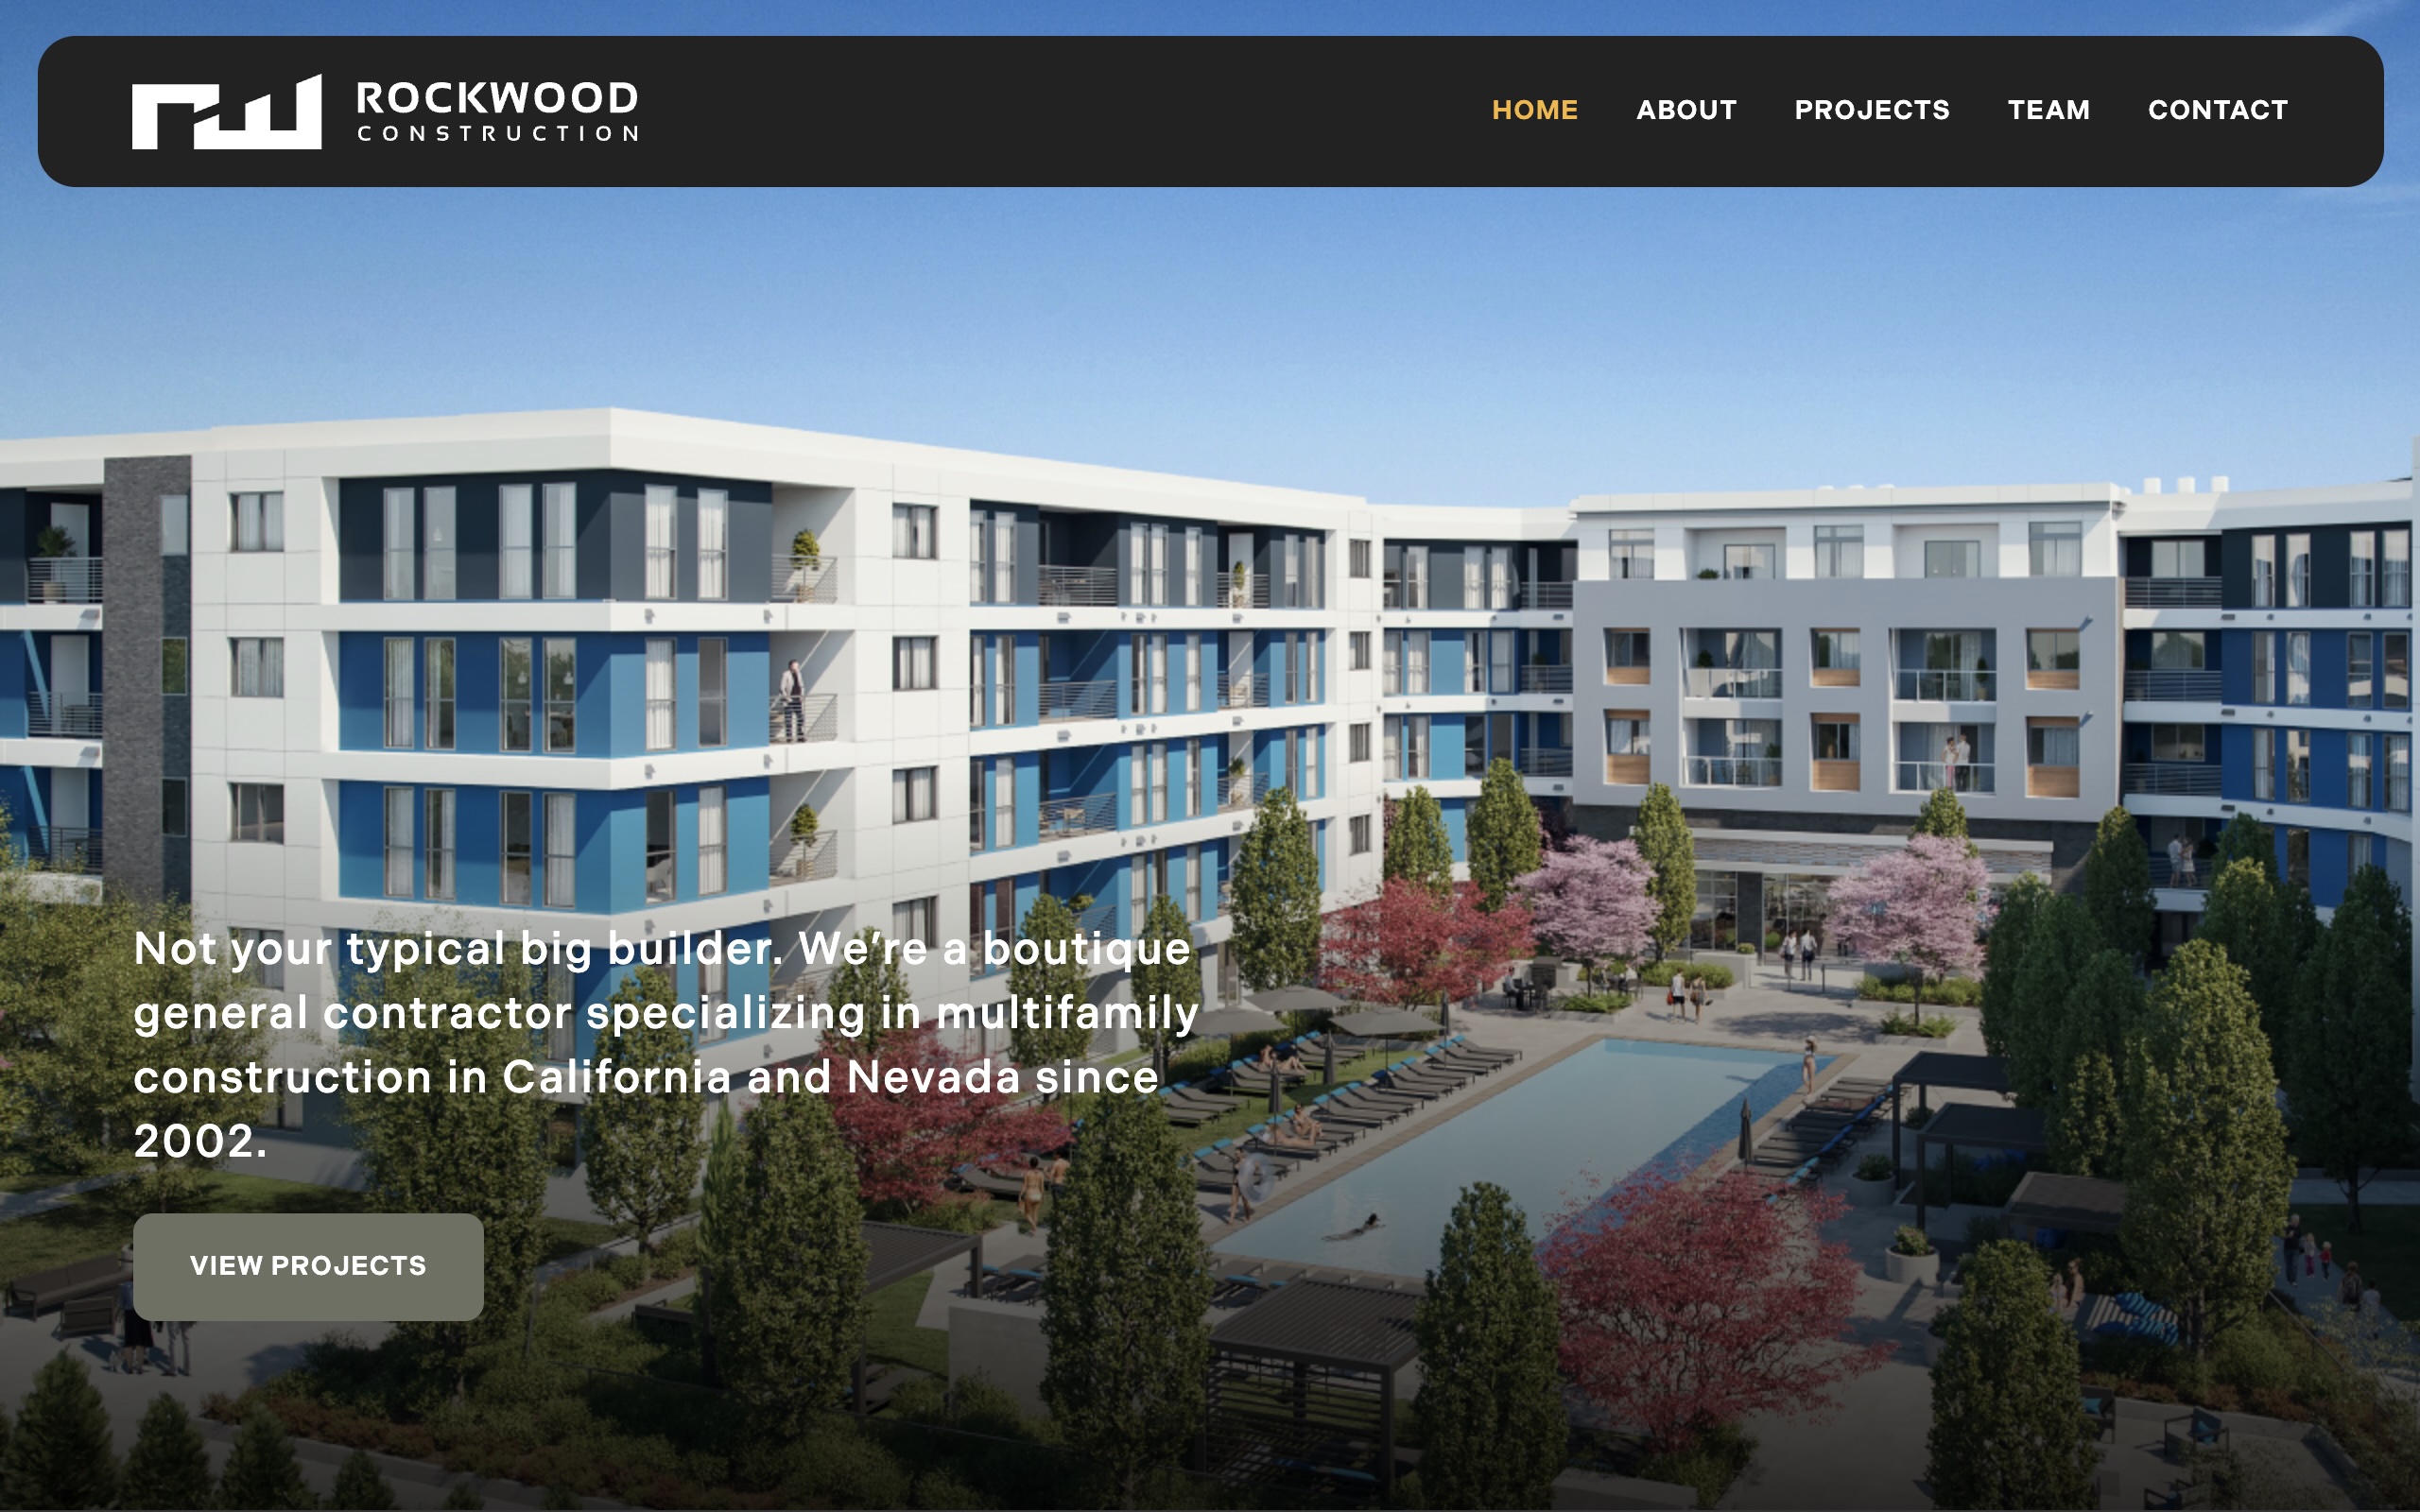 ROCKWOOD
CONSTRUCTION
HOME ABOUT PROJECTS TEAM CONTACT
Not your typical big builder. We’re a boutique
general contractor specializing in multifamily
construction in California and Nevada since
2002.
VIEW PROJECTS